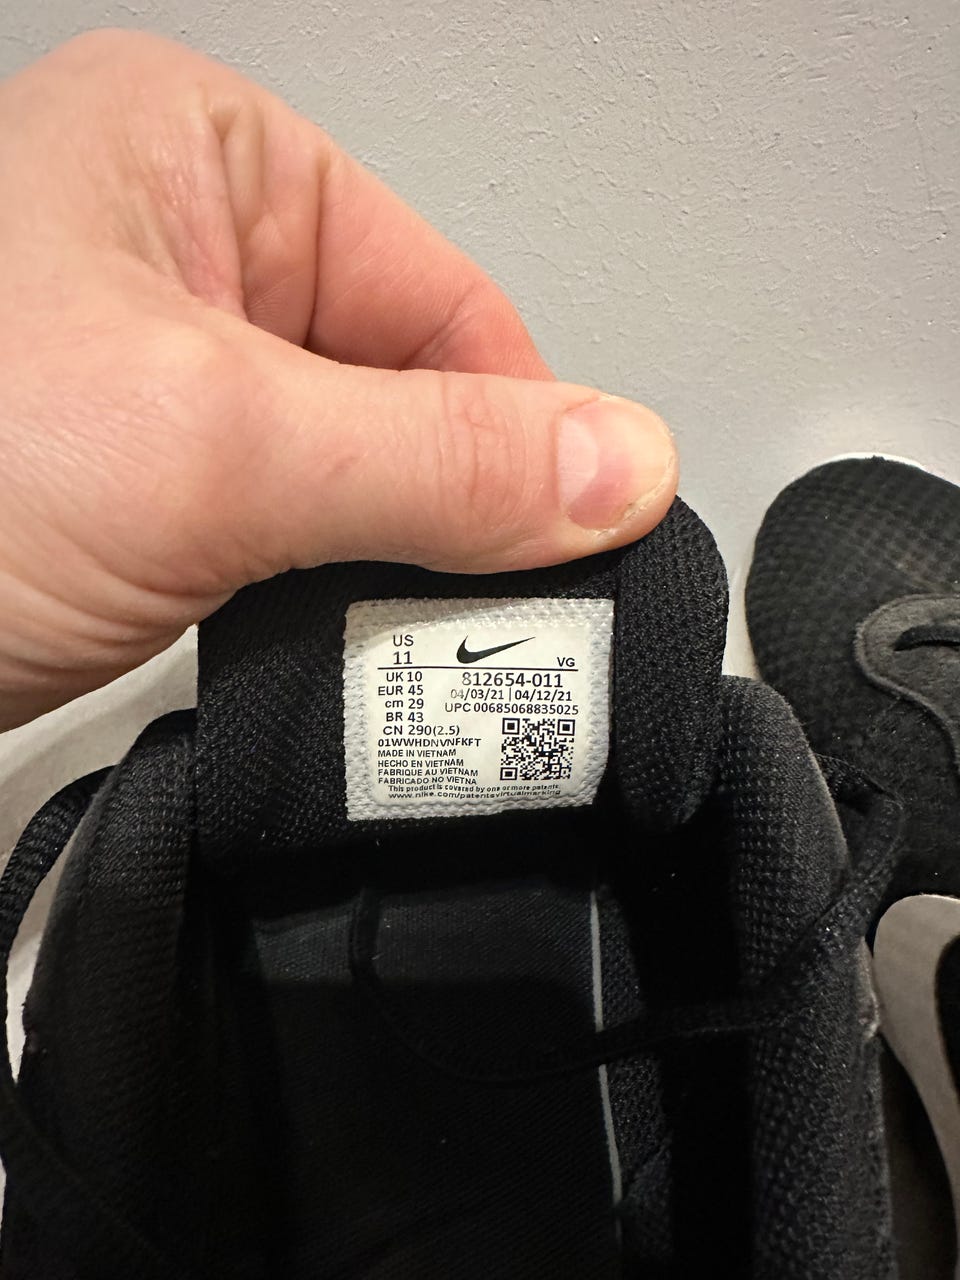 US
11
VG
UK 10
EUR 45
cm 29
BR 43
CN 290(2.5)
812654-011
04/03/21 | 04/12/21
UPC 00685068835025
01WWHDNVNFKFT
MADE IN VIETNAM
HECHO EN VIETNAM
FABRIQUE AU VIETNAM
FABRICADO NO VIETNA
This product is covered by one or more patents.
www.nike.com/patentsvirtualmarking